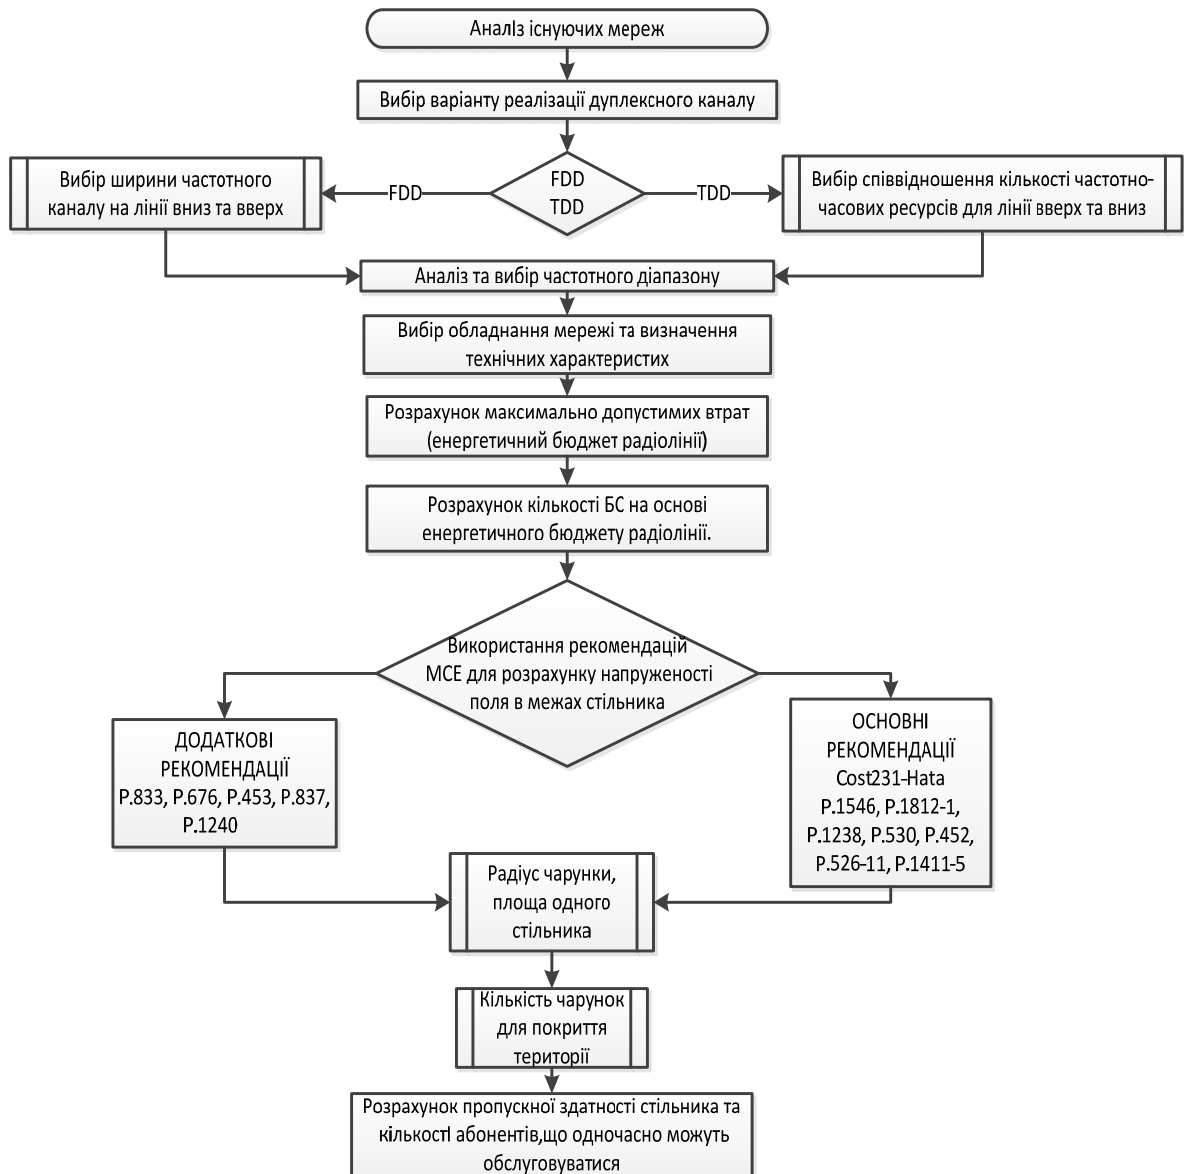 Аналіз існуючих мереж
Вибір варіанту реалізації дуплексного каналу
FDD
TDD
FDD
TDD
Вибір ширини частотного
каналу на лінії вниз та вверх
Вибір співвідношення кількості частотно-
часових ресурсів для лінії вверх та вниз
Аналіз та вибір частотного діапазону
Вибір обладнання мережі та визначення
технічних характеристих
Розрахунок максимально допустимих втрат
(енергетичний бюджет радіолінії)
Розрахунок кількості БС на основі
енергетичного бюджету радіолінії.
Використання рекомендацій
МСЕ для розрахунку напруженості
поля в межах стільника
ДОДАТКОВІ
РЕКОМЕНДАЦІЇ
P.833, P.676, P.453, P.837,
P.1240
ОСНОВНІ
РЕКОМЕНДАЦІЇ
Cost231-Hata
P.1546, P.1812-1,
P.1238, P.530, P.452,
P.526-11, P.1411-5
Радіус чарунки,
площа одного
стільника
Кількість чарунок
для покриття
території
Розрахунок пропускної здатності стільника та
кількості абонентів,що одночасно можуть
обслуговуватися